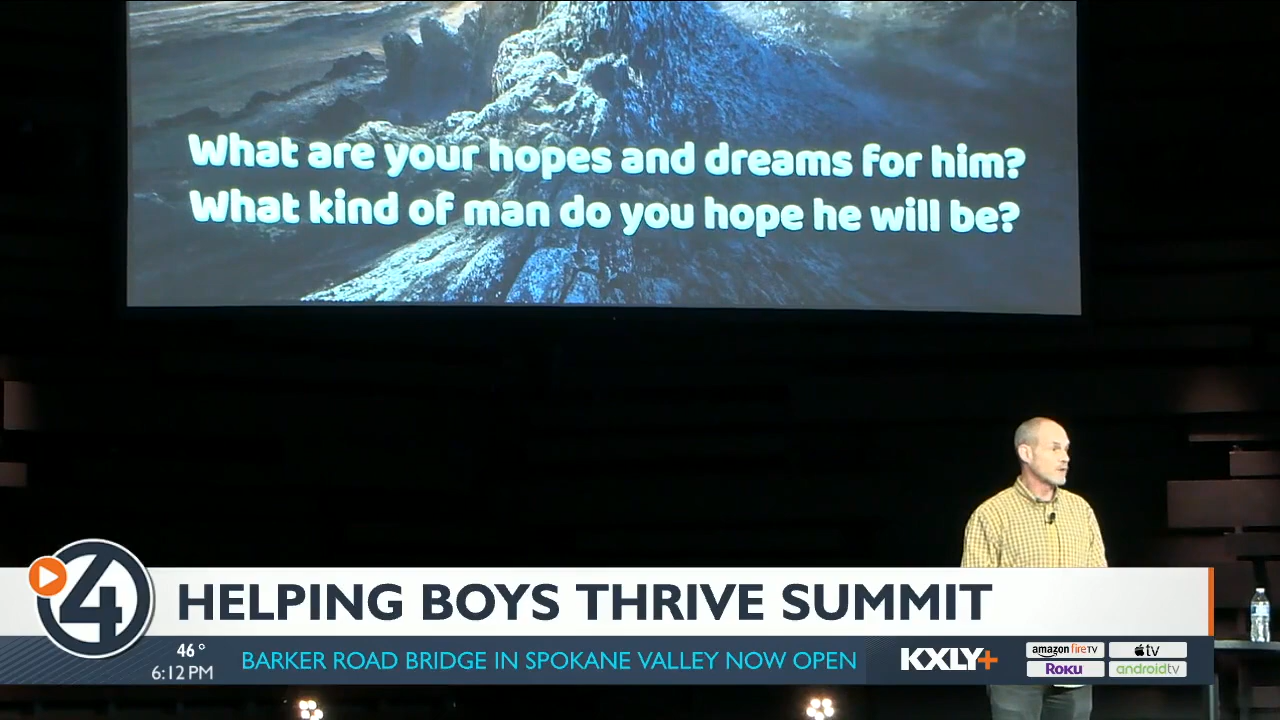 What are your hopes and dreams for him?
What kind of man do you hope he will be?
4
HELPING BOYS THRIVE SUMMIT
46°
6:12 PM
BARKER ROAD BRIDGE IN SPOKANE VALLEY NOW OPEN
KXLY+
amazon fireTV
tv
ROKU
androidtv